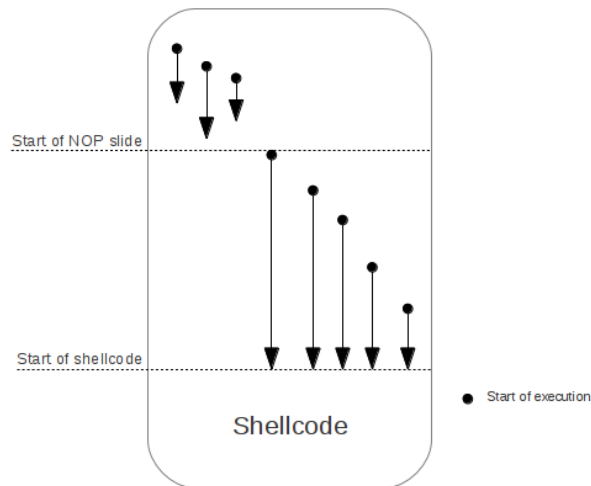 Start of NOP slide
Start of shellcode
Start of execution
Shellcode